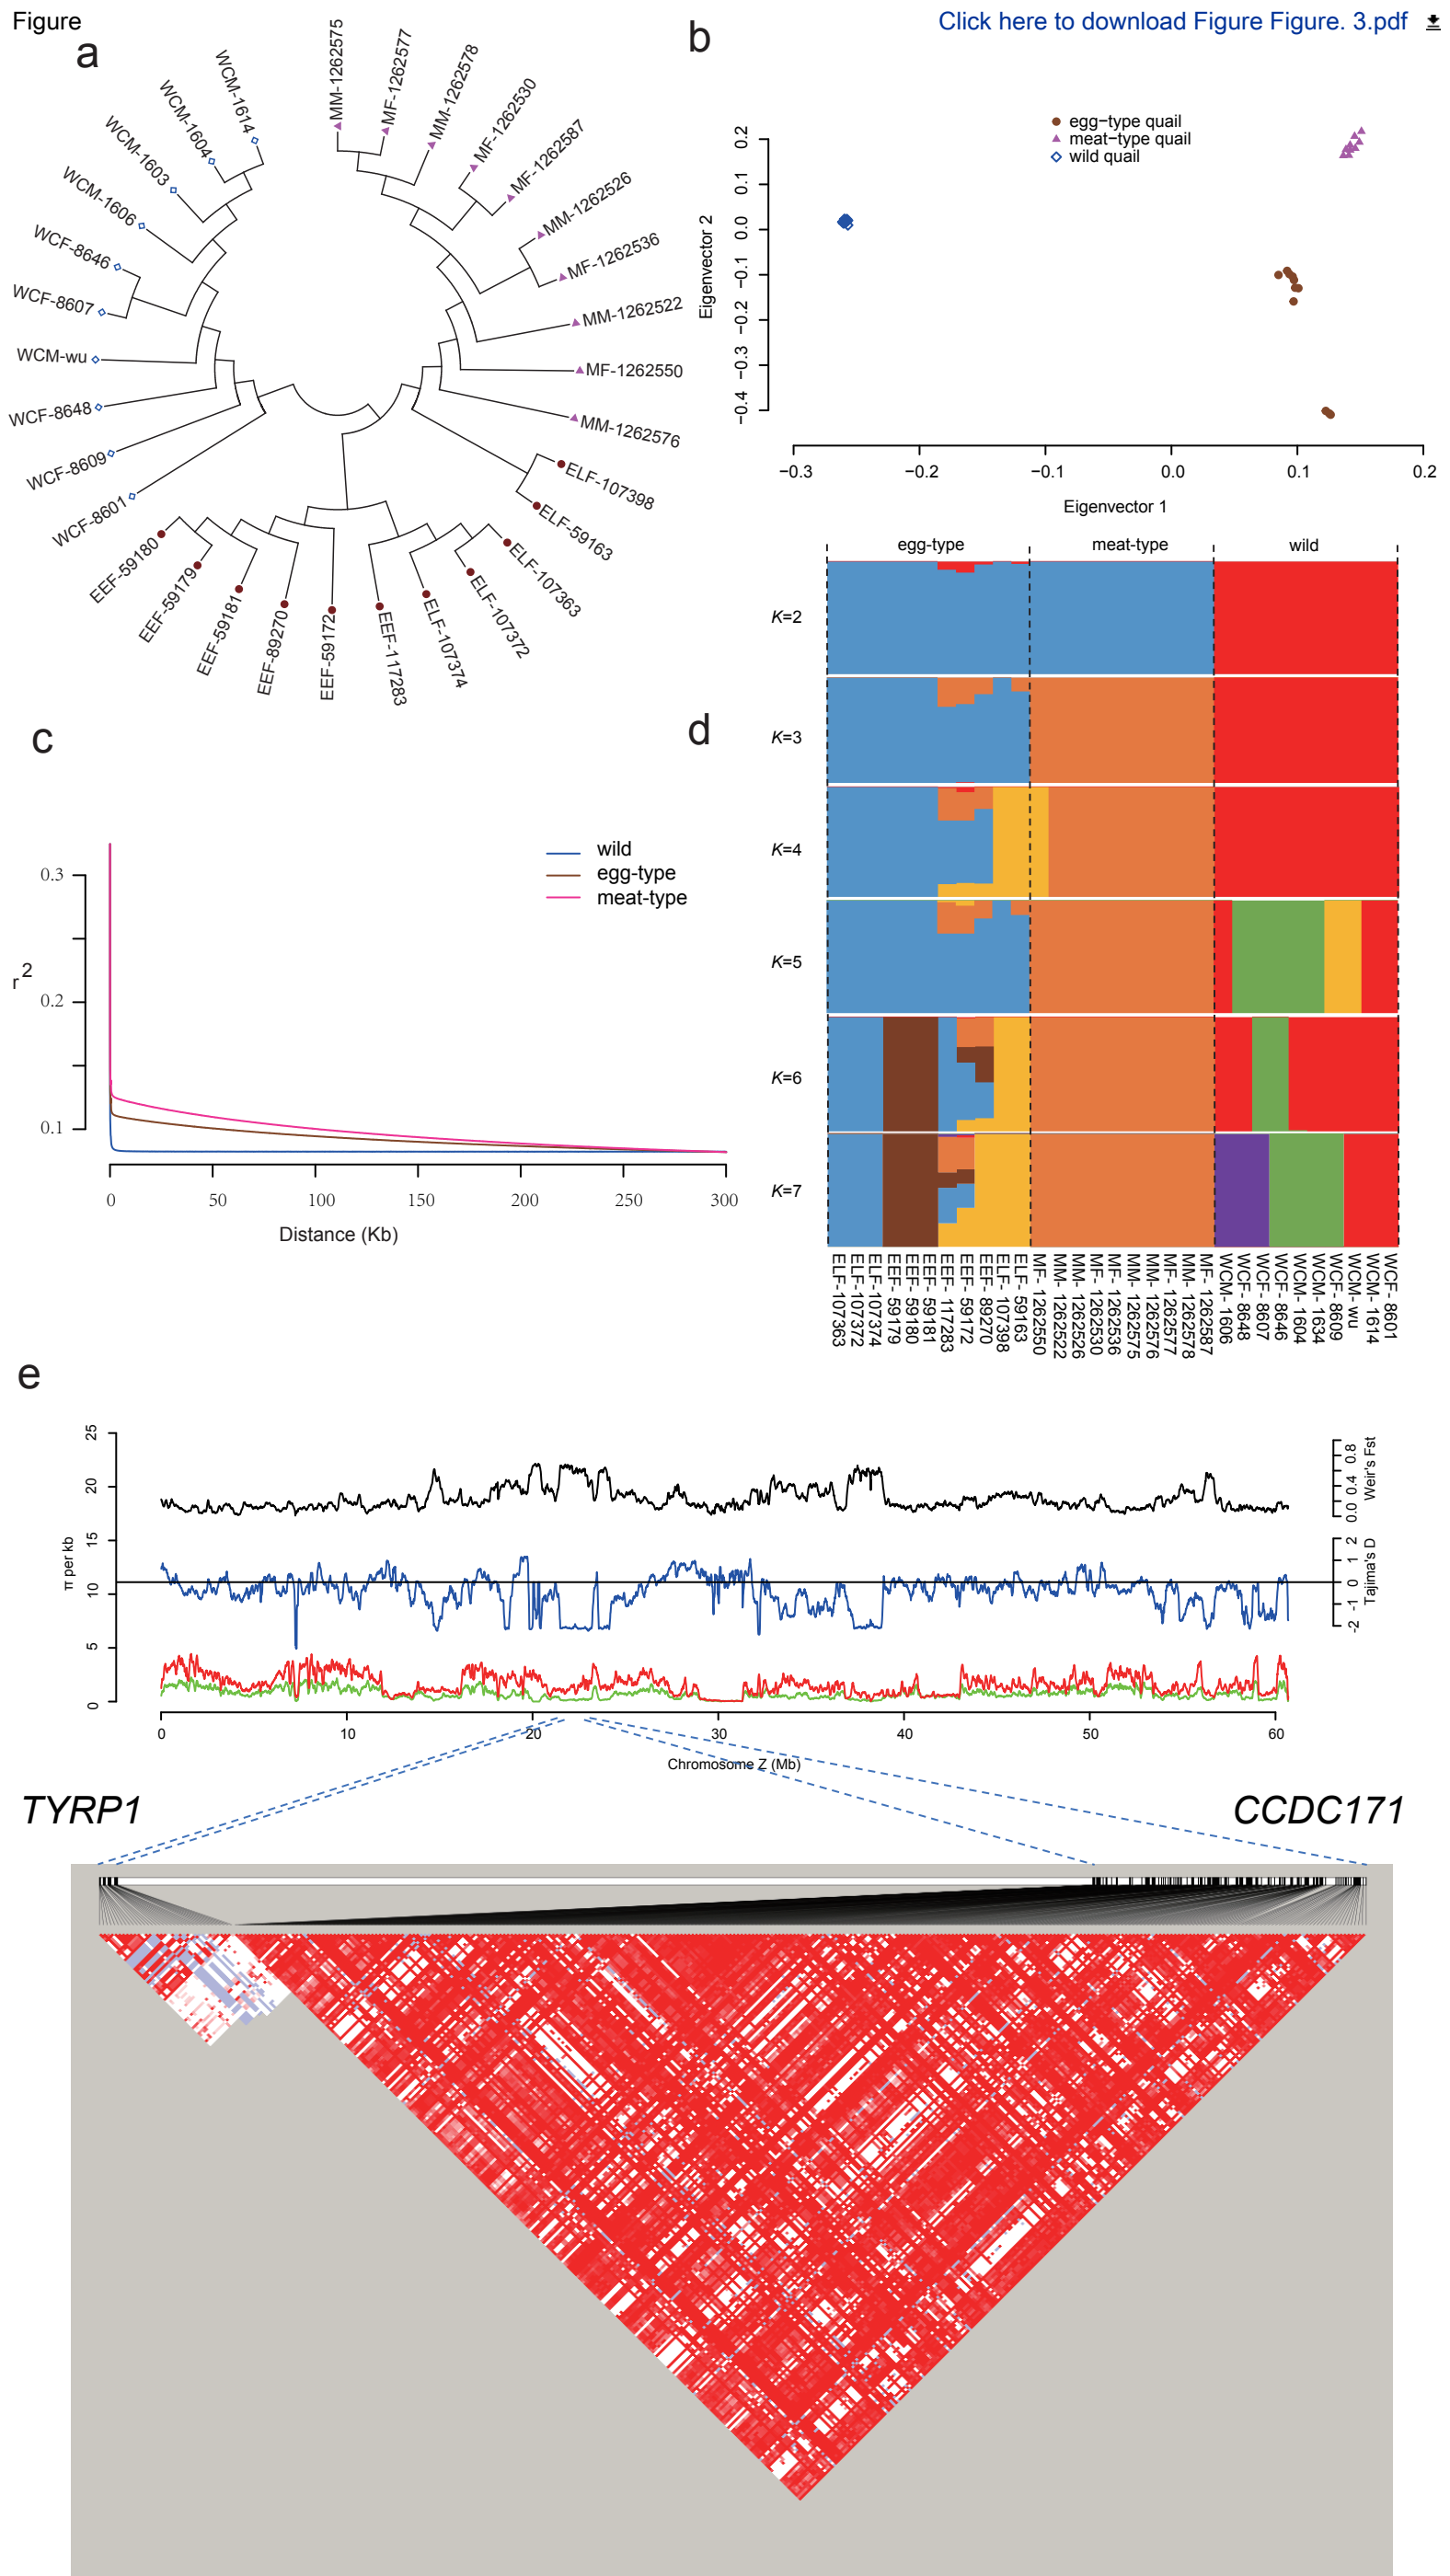 Figure
Click here to download Figure Figure. 3.pdf
a
MM-1262575
MF-1262577
MM-1262578
MF-1262530
MF-1262587
MM-1262526
MF-1262536
MM-1262522
MF-1262550
MM-1262576
ELF-107398
ELF-59163
ELF-107363
ELF-107372
ELF-107374
EEF-117283
EEF-59172
EEF-89270
EEF-59181
EEF-59179
EEF-59180
WCF-8601
WCF-8609
WCF-8648
WCM-wu
WCF-8607
WCF-8646
WCM-1606
WCM-1603
WCM-1604
WCM-1614
b
egg−type quail
meat−type quail
wild quail
Eigenvector 2
0.2
0.1
0.0
−0.1
−0.2
−0.3
−0.4
−0.3
−0.2
−0.1
0.0
0.1
0.2
Eigenvector 1
c
wild
egg-type
meat-type
r 2
0.3
0.2
0.1
0
50
100
150
200
250
300
Distance (Kb)
d
egg-type
meat-type
wild
K=2
K=3
K=4
K=5
K=6
K=7
ELF-107363
ELF-107372
ELF-107374
EEF- 59179
EEF- 59180
EEF- 59181
EEF- 117283
EEF- 59172
EEF- 89270
ELF- 107398
ELF- 59163
MF- 1262550
MM- 1262522
MM- 1262526
MF- 1262530
MF- 1262536
MM- 1262575
MM- 1262576
MF- 1262577
MM- 1262578
MF- 1262587
WCM- 1606
WCF- 8648
WCF- 8607
WCF- 8646
WCM- 1604
WCM- 1634
WCF- 8609
WCM- wu
WCM- 1614
WCF- 8601
e
π per kb
25
20
15
10
5
0
0.0 0.4 0.8
Weir's Fst
-2 -1 0 1 2
Tajima's D
0
10
20
30
40
50
60
Chromosome Z (Mb)
TYRP1
CCDC171